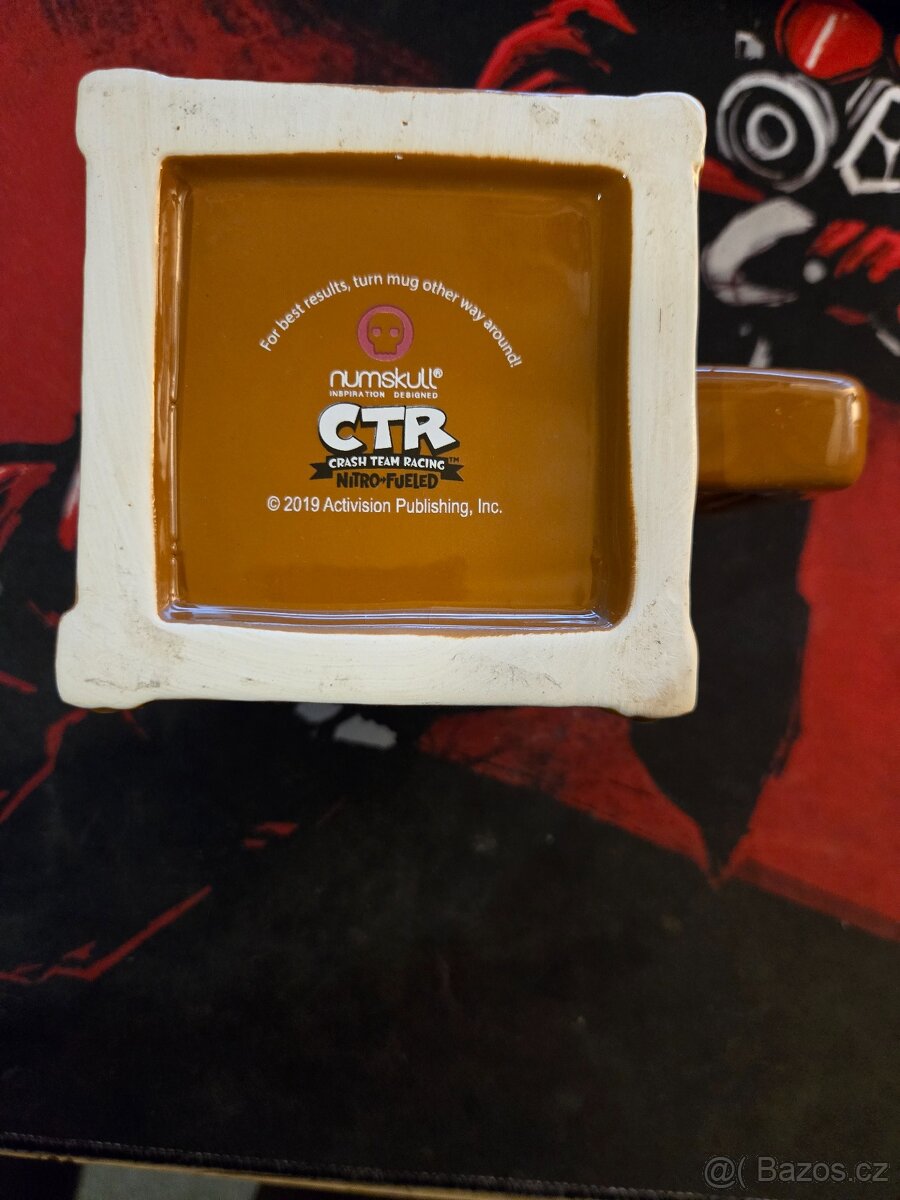 For best results, turn mug other way around!
numskull®
INSPIRATION DESIGNED
CTR
CRASH TEAM RACING™
NITRO-FUELED
© 2019 Activision Publishing, Inc.
@( Bazos.cz